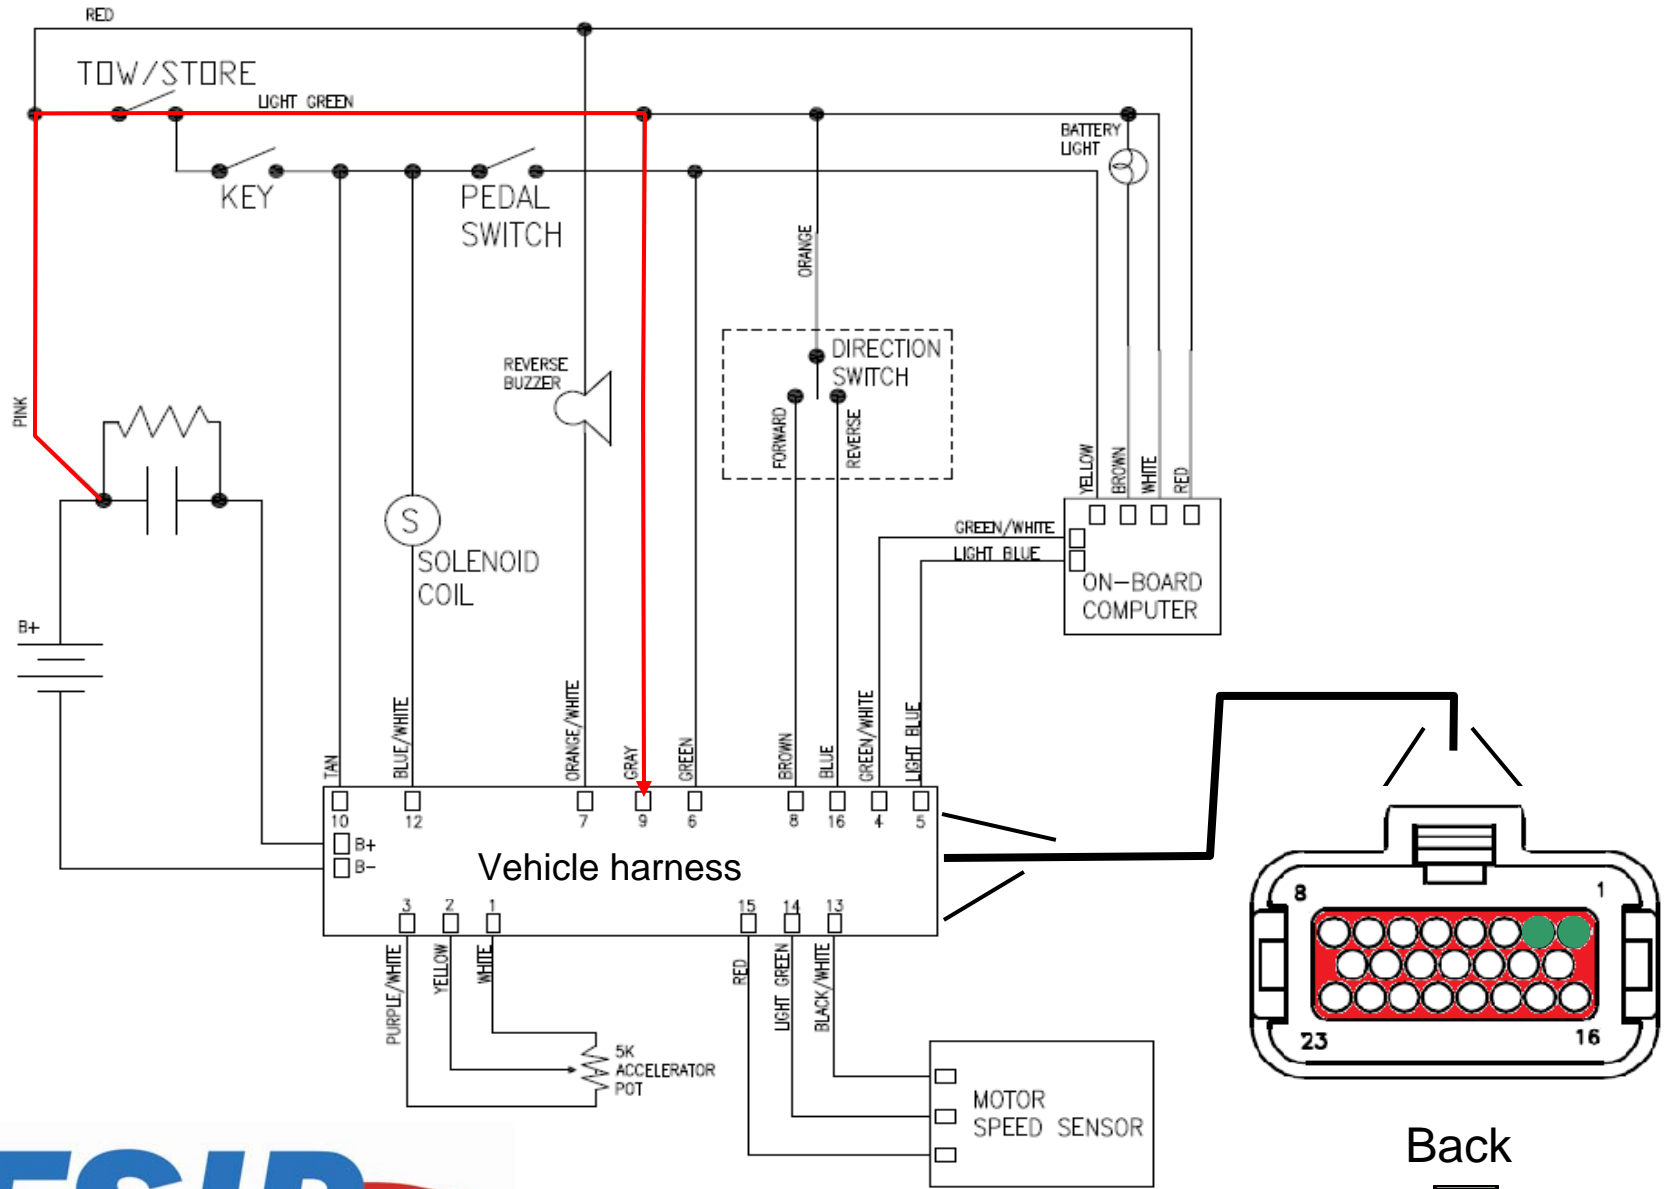 RED
TOW/STORE
LIGHT GREEN
BATTERY
LIGHT
KEY
PEDAL
SWITCH
ORANGE
DIRECTION
SWITCH
REVERSE
BUZZER
PINK
FORWARD
REVERSE
YELLOW
BROWN
WHITE
RED
S
GREEN/WHITE
LIGHT BLUE
SOLENOID
COIL
ON-BOARD
COMPUTER
B+
TAN
BLUE/WHITE
ORANGE/WHITE
GRAY
GREEN
BROWN
BLUE
GREEN/WHITE
LIGHT BLUE
10
12
7
9
6
8
16
4
5
B+
B-
Vehicle harness
3
2
1
15
14
13
8
1
PURPLE/WHITE
YELLOW
WHITE
RED
LIGHT GREEN
BLACK/WHITE
23
16
5K
ACCELERATOR
POT
MOTOR
SPEED SENSOR
Back